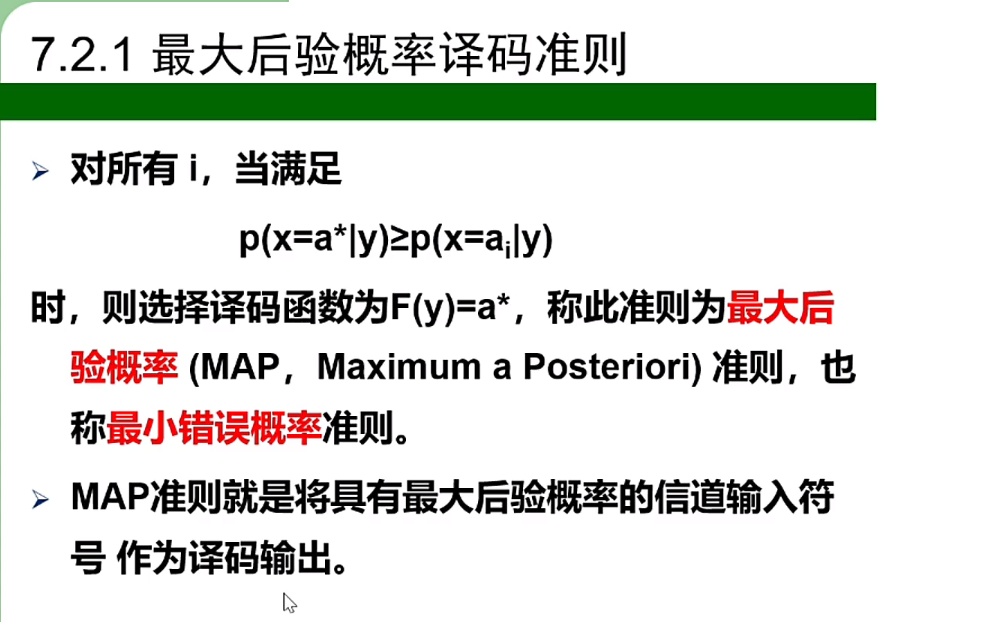 7.2.1 最大后验概率译码准则
对所有 i，当满足
p(x=a*|y)≥p(x=aᵢ|y)
时，则选择译码函数为F(y)=a*，称此准则为最大后
验概率 (MAP，Maximum a Posteriori) 准则，也
称最小错误概率准则。
MAP准则就是将具有最大后验概率的信道输入符
号 作为译码输出。